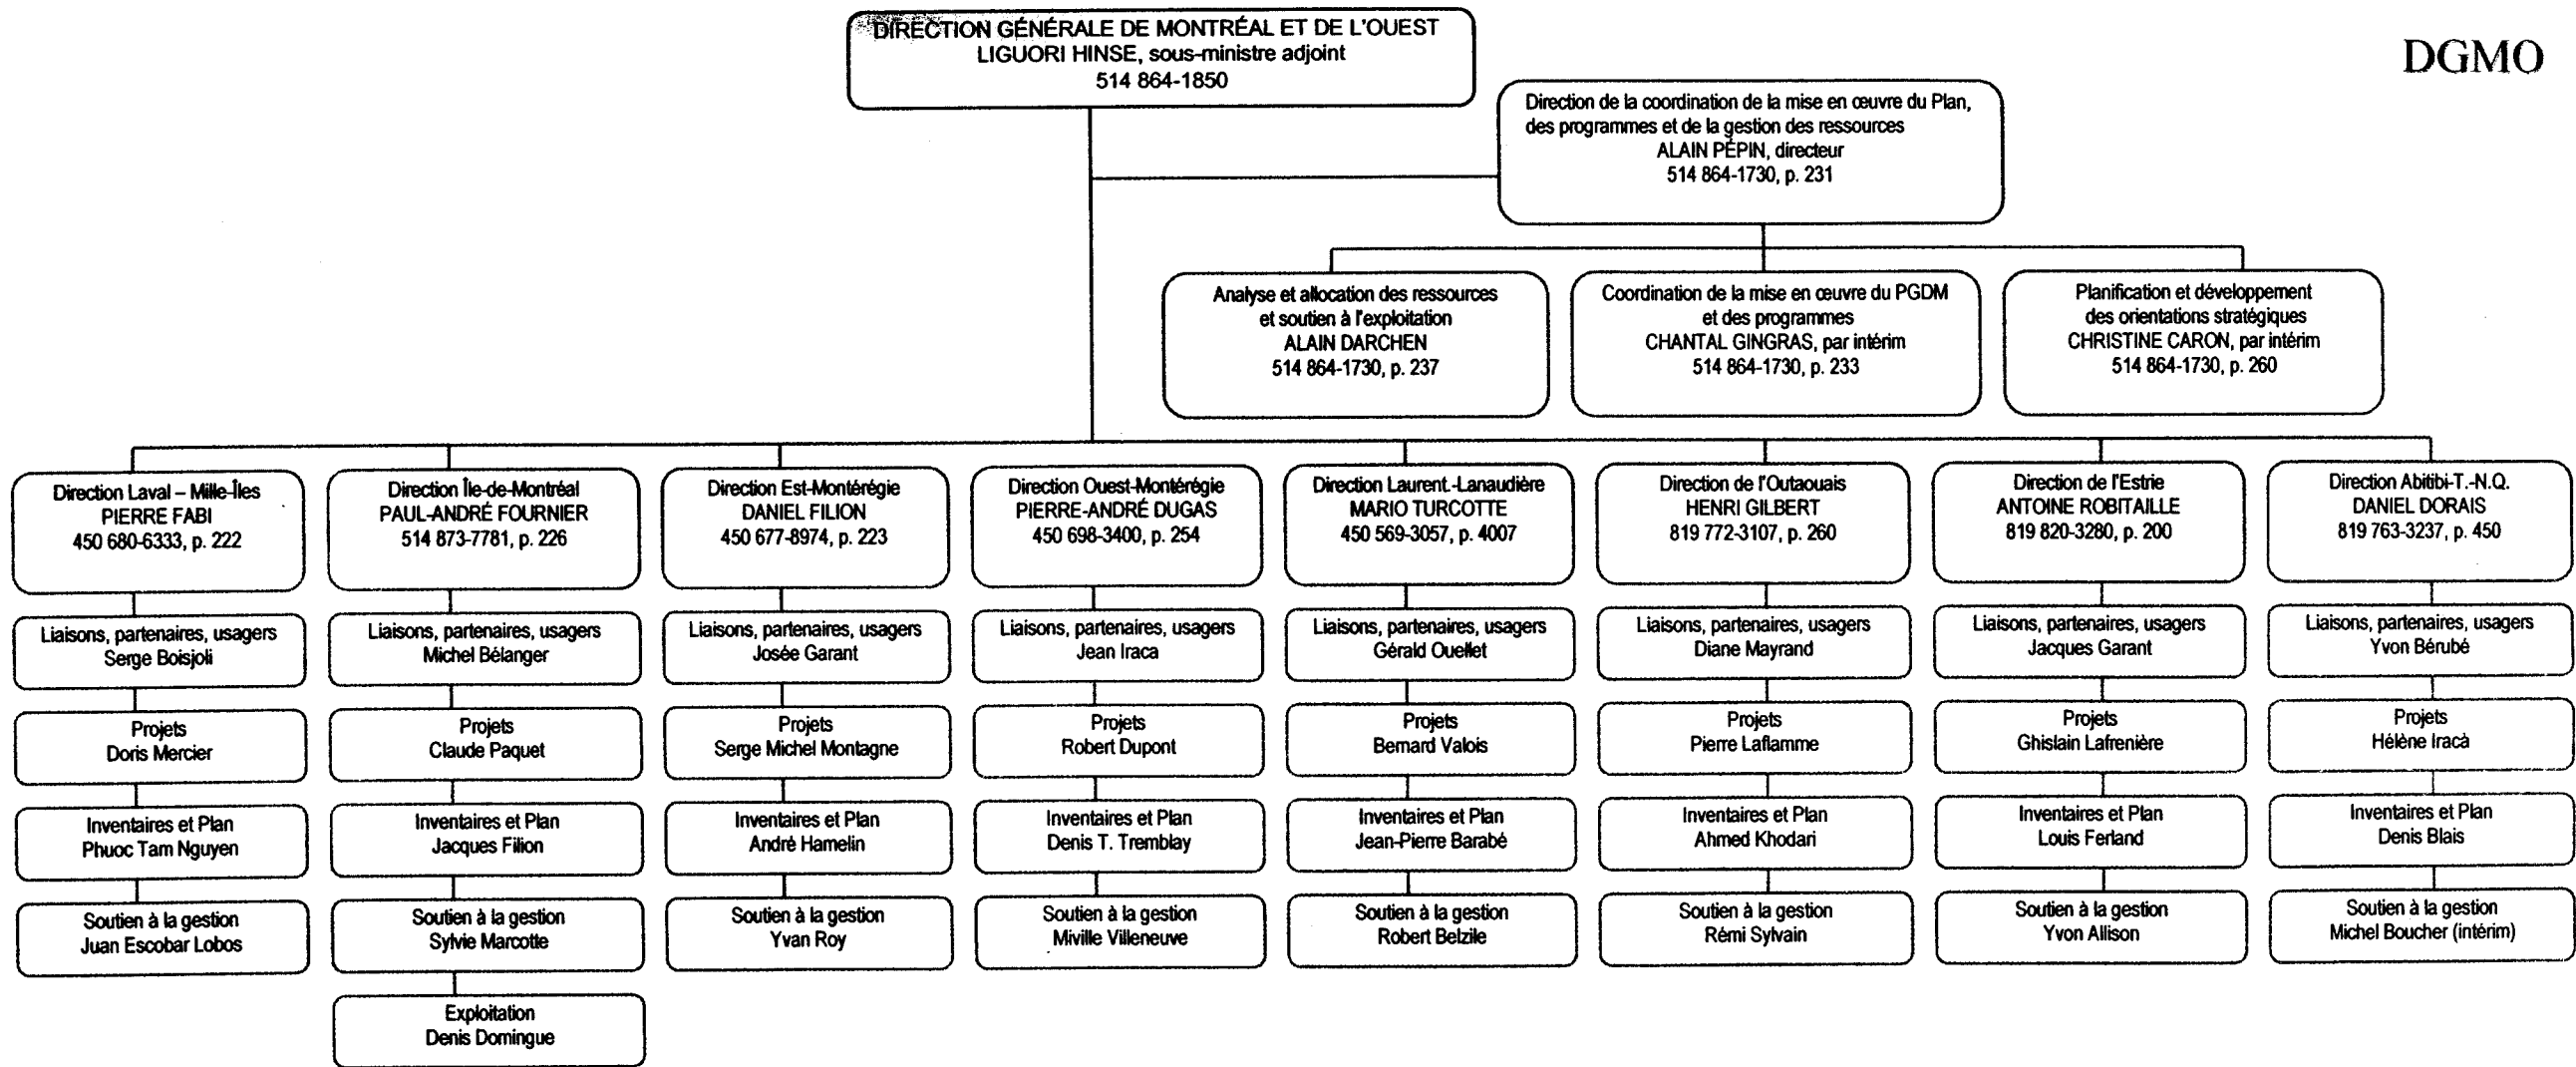 DIRECTION GÉNÉRALE DE MONTRÉAL ET DE L'OUEST
LIGUORI HINSE, sous-ministre adjoint
514 864-1850
DGMO
Direction de la coordination de la mise en œuvre du Plan,
des programmes et de la gestion des ressources
ALAIN PÉPIN, directeur
514 864-1730, p. 231
Analyse et allocation des ressources
et soutien à l'exploitation
ALAIN DARCHEN
514 864-1730, p. 237
Coordination de la mise en œuvre du PGDM
et des programmes
CHANTAL GINGRAS, par intérim
514 864-1730, p. 233
Planification et développement
des orientations stratégiques
CHRISTINE CARON, par intérim
514 864-1730, p. 260
Direction Laval – Mille-Îles
PIERRE FABI
450 680-6333, p. 222
Direction Île-de-Montréal
PAUL-ANDRÉ FOURNIER
514 873-7781, p. 226
Direction Est-Montérégie
DANIEL FILION
450 677-8974, p. 223
Direction Ouest-Montérégie
PIERRE-ANDRÉ DUGAS
450 698-3400, p. 254
Direction Laurent.-Lanaudière
MARIO TURCOTTE
450 569-3057, p. 4007
Direction de l'Outaouais
HENRI GILBERT
819 772-3107, p. 260
Direction de l'Estrie
ANTOINE ROBITAILLE
819 820-3280, p. 200
Direction Abitibi-T.-N.Q.
DANIEL DORAIS
819 763-3237, p. 450
Liaisons, partenaires, usagers
Serge Boisjoli
Liaisons, partenaires, usagers
Michel Bélanger
Liaisons, partenaires, usagers
Josée Garant
Liaisons, partenaires, usagers
Jean Iraca
Liaisons, partenaires, usagers
Gérald Ouellet
Liaisons, partenaires, usagers
Diane Mayrand
Liaisons, partenaires, usagers
Jacques Garant
Liaisons, partenaires, usagers
Yvon Bérubé
Projets
Doris Mercier
Projets
Claude Paquet
Projets
Serge Michel Montagne
Projets
Robert Dupont
Projets
Bernard Valois
Projets
Pierre Laflamme
Projets
Ghislain Lafrenière
Projets
Hélène Iracà
Inventaires et Plan
Phuoc Tam Nguyen
Inventaires et Plan
Jacques Filion
Inventaires et Plan
André Hamelin
Inventaires et Plan
Denis T. Tremblay
Inventaires et Plan
Jean-Pierre Barabé
Inventaires et Plan
Ahmed Khodari
Inventaires et Plan
Louis Ferland
Inventaires et Plan
Denis Blais
Soutien à la gestion
Juan Escobar Lobos
Soutien à la gestion
Sylvie Marcotte
Soutien à la gestion
Yvan Roy
Soutien à la gestion
Miville Villeneuve
Soutien à la gestion
Robert Belzile
Soutien à la gestion
Rémi Sylvain
Soutien à la gestion
Yvon Allison
Soutien à la gestion
Michel Boucher (intérim)
Exploitation
Denis Domingue